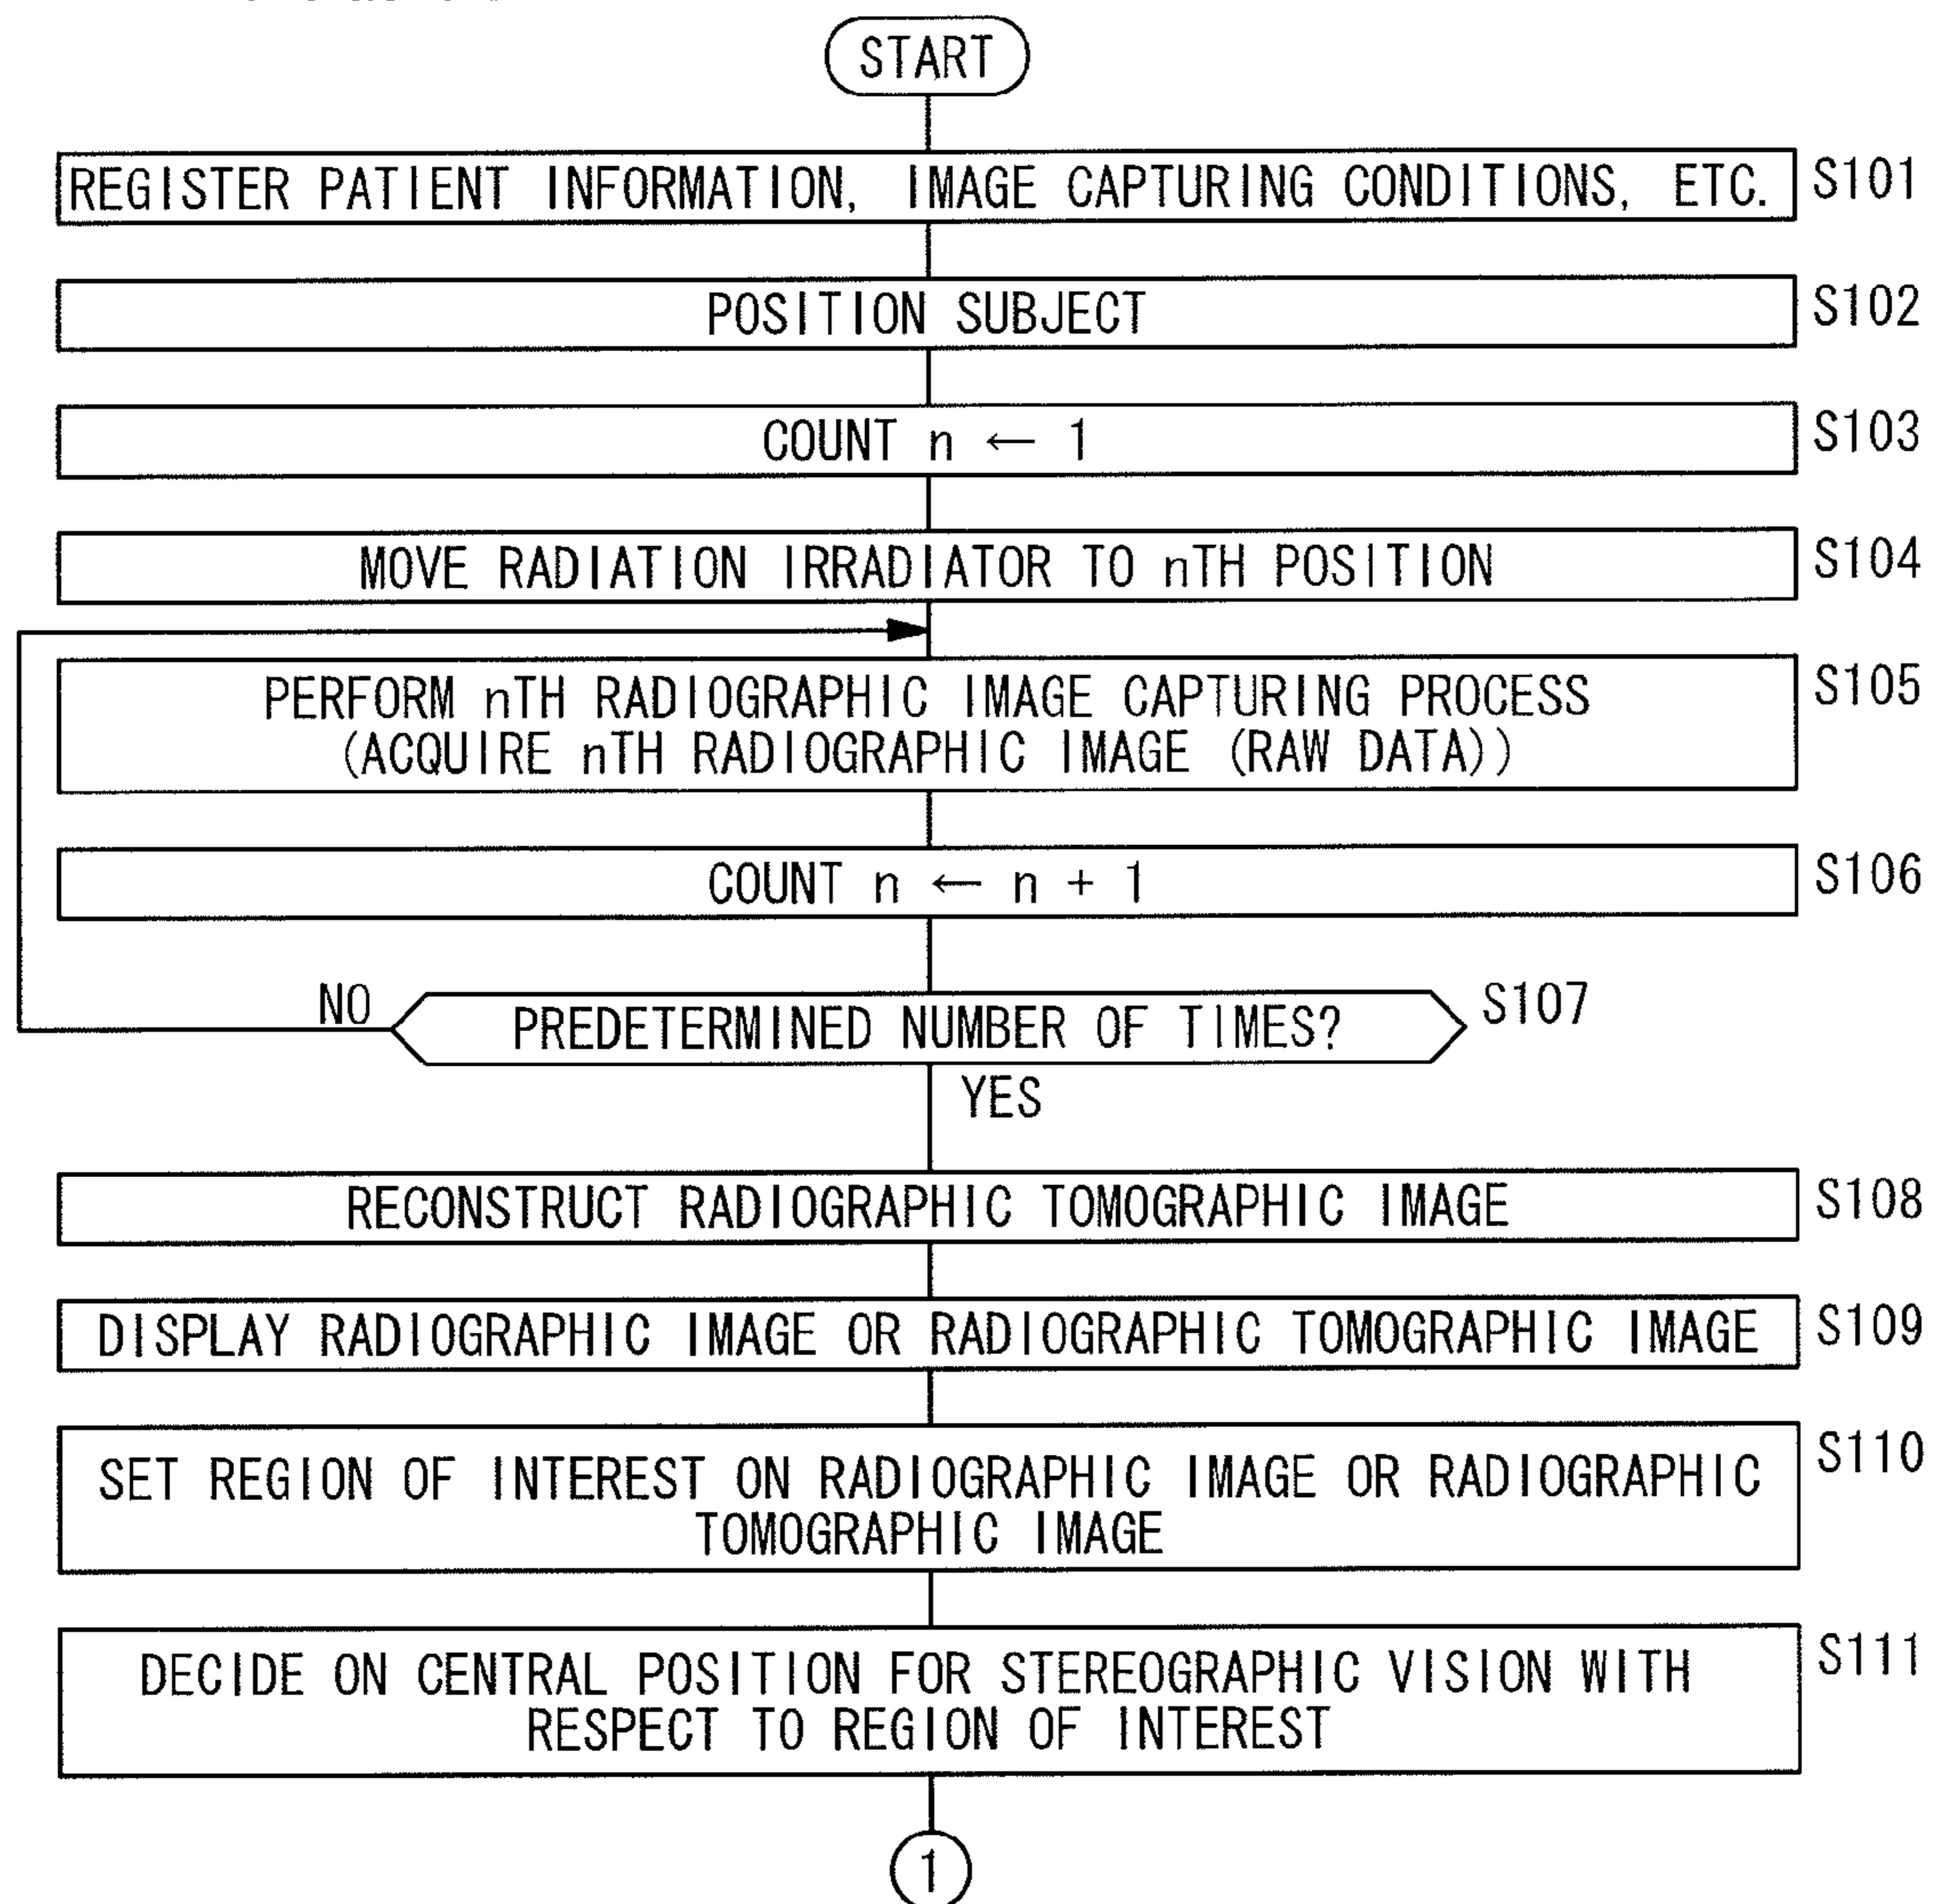 START
REGISTER PATIENT INFORMATION, IMAGE CAPTURING CONDITIONS, ETC. S101
POSITION SUBJECT S102
COUNT n ← 1 S103
MOVE RADIATION IRRADIATOR TO nTH POSITION S104
PERFORM nTH RADIOGRAPHIC IMAGE CAPTURING PROCESS S105
(ACQUIRE nTH RADIOGRAPHIC IMAGE (RAW DATA))
COUNT n ← n + 1 S106
NO PREDETERMINED NUMBER OF TIMES? S107
YES
RECONSTRUCT RADIOGRAPHIC TOMOGRAPHIC IMAGE S108
DISPLAY RADIOGRAPHIC IMAGE OR RADIOGRAPHIC TOMOGRAPHIC IMAGE S109
SET REGION OF INTEREST ON RADIOGRAPHIC IMAGE OR RADIOGRAPHIC S110
TOMOGRAPHIC IMAGE
DECIDE ON CENTRAL POSITION FOR STEREOGRAPHIC VISION WITH S111
RESPECT TO REGION OF INTEREST
1